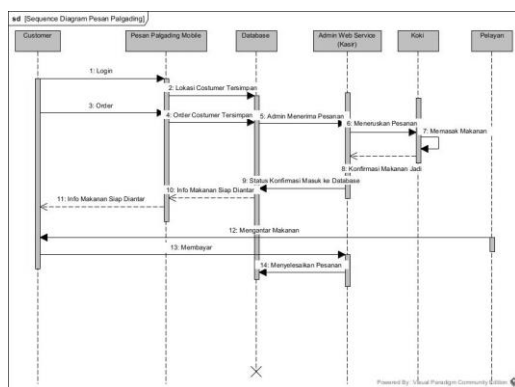 sd [Sequence Diagram Pesan Palgading]
Customer
Pesan Palgading Mobile
Database
Admin Web Service
(Kasir)
Koki
Pelayan
1: Login
2: Lokasi Costumer Tersimpan
3: Order
4: Order Costumer Tersimpan
5: Admin Menerima Pesanan
6: Meneruskan Pesanan
7: Memasak Makanan
8: Konfirmasi Makanan Jadi
9: Status Konfirmasi Masuk ke Database
10: Info Makanan Siap Diantar
11: Info Makanan Siap Diantar
12: Mengantar Makanan
13: Membayar
14: Menyelesaikan Pesanan
Powered By: Visual Paradigm Community Edition